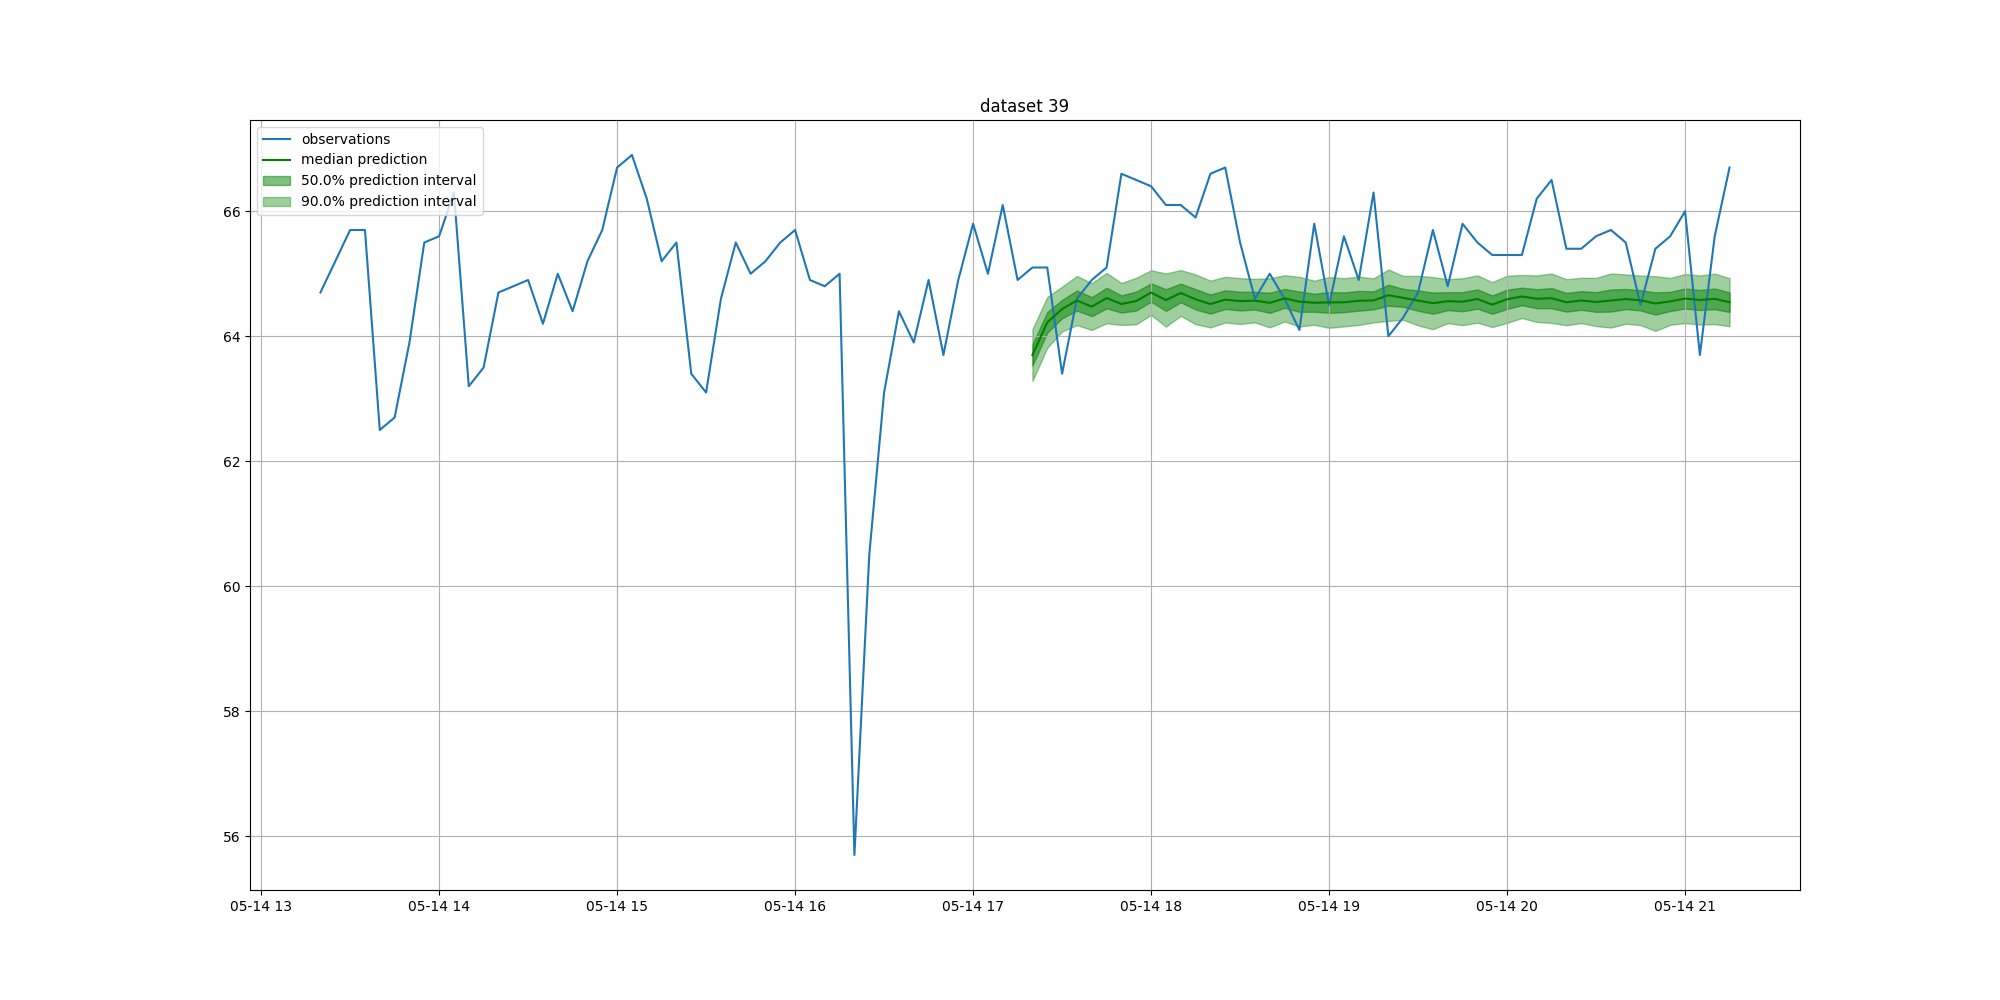 dataset 39
observations
median prediction
50.0% prediction interval
90.0% prediction interval
66
64
62
60
58
56
05-14 13 05-14 14 05-14 15 05-14 16 05-14 17 05-14 18 05-14 19 05-14 20 05-14 21